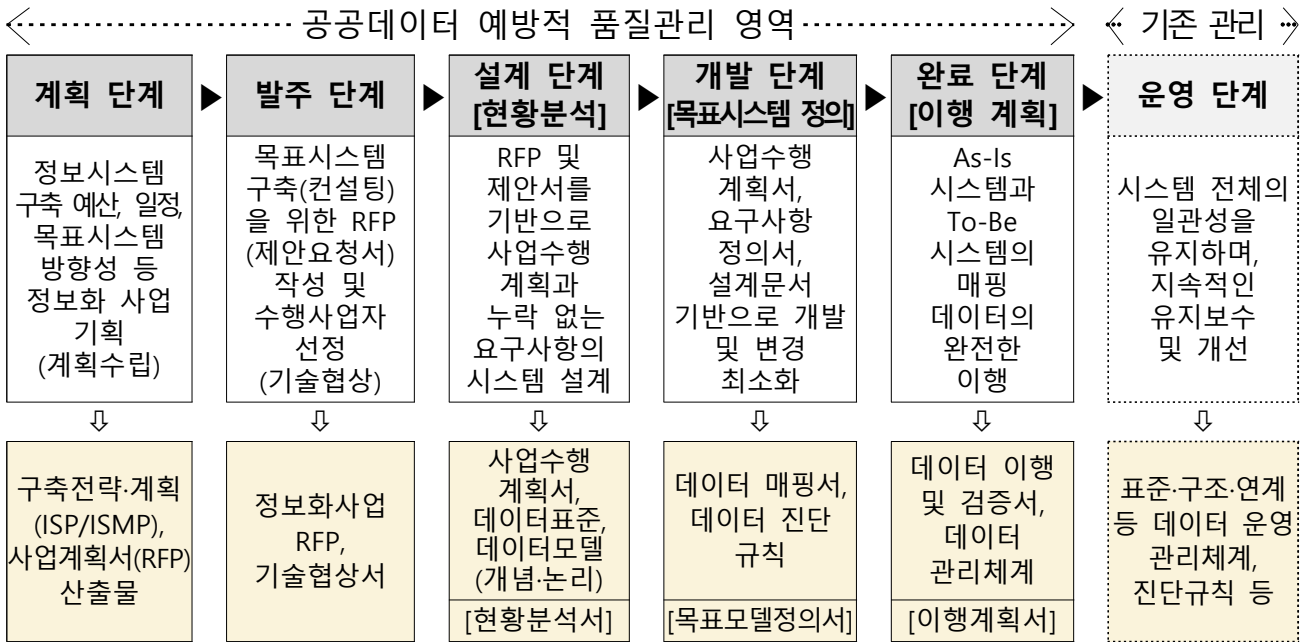 공공데이터 예방적 품질관리 영역
기존 관리
계획 단계
발주 단계
설계 단계
[현황분석]
개발 단계
[목표시스템 정의]
완료 단계
[이행 계획]
운영 단계
정보시스템
구축 예산, 일정,
목표시스템
방향성 등
정보화 사업
기획
(계획수립)
목표시스템
구축(컨설팅)
을 위한 RFP
(제안요청서)
작성 및
수행사업자
선정
(기술협상)
RFP 및
제안서를
기반으로
사업수행
계획과
누락 없는
요구사항의
시스템 설계
사업수행
계획서,
요구사항
정의서,
설계문서
기반으로 개발
및 변경
최소화
As-Is
시스템과
To-Be
시스템의
매핑
데이터의
완전한
이행
시스템 전체의
일관성을
유지하며,
지속적인
유지보수
및 개선
구축전략·계획
(ISP/ISMP),
사업계획서(RFP)
산출물
정보화사업
RFP,
기술협상서
사업수행
계획서,
데이터표준,
데이터모델
(개념·논리)
[현황분석서]
데이터 매핑서,
데이터 진단
규칙
[목표모델정의서]
데이터 이행
및 검증서,
데이터
관리체계
[이행계획서]
표준·구조·연계
등 데이터 운영
관리체계,
진단규칙 등